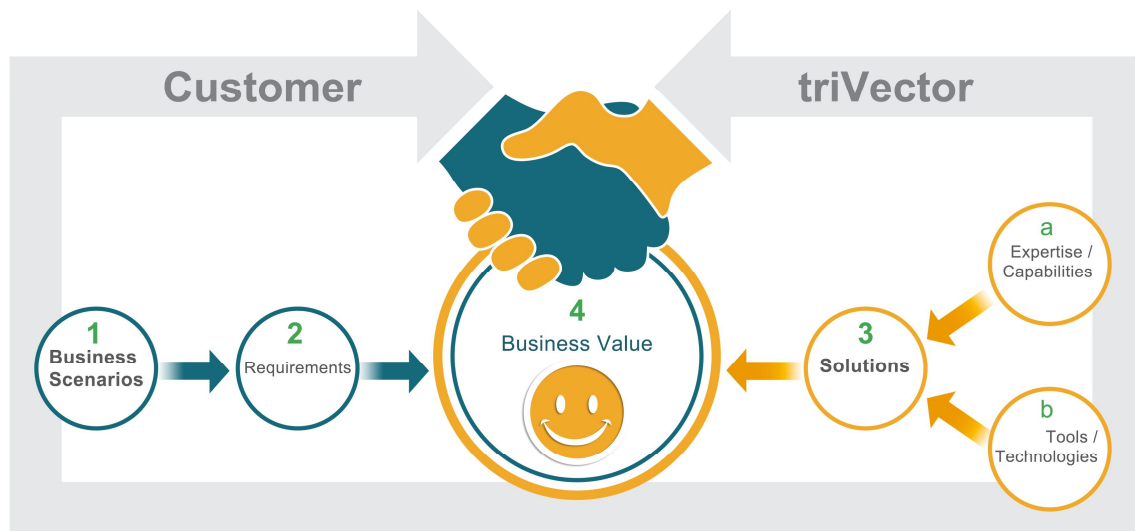 Customer
triVector
1
Business
Scenarios
2
Requirements
4
Business Value
3
Solutions
a
Expertise /
Capabilities
b
Tools /
Technologies